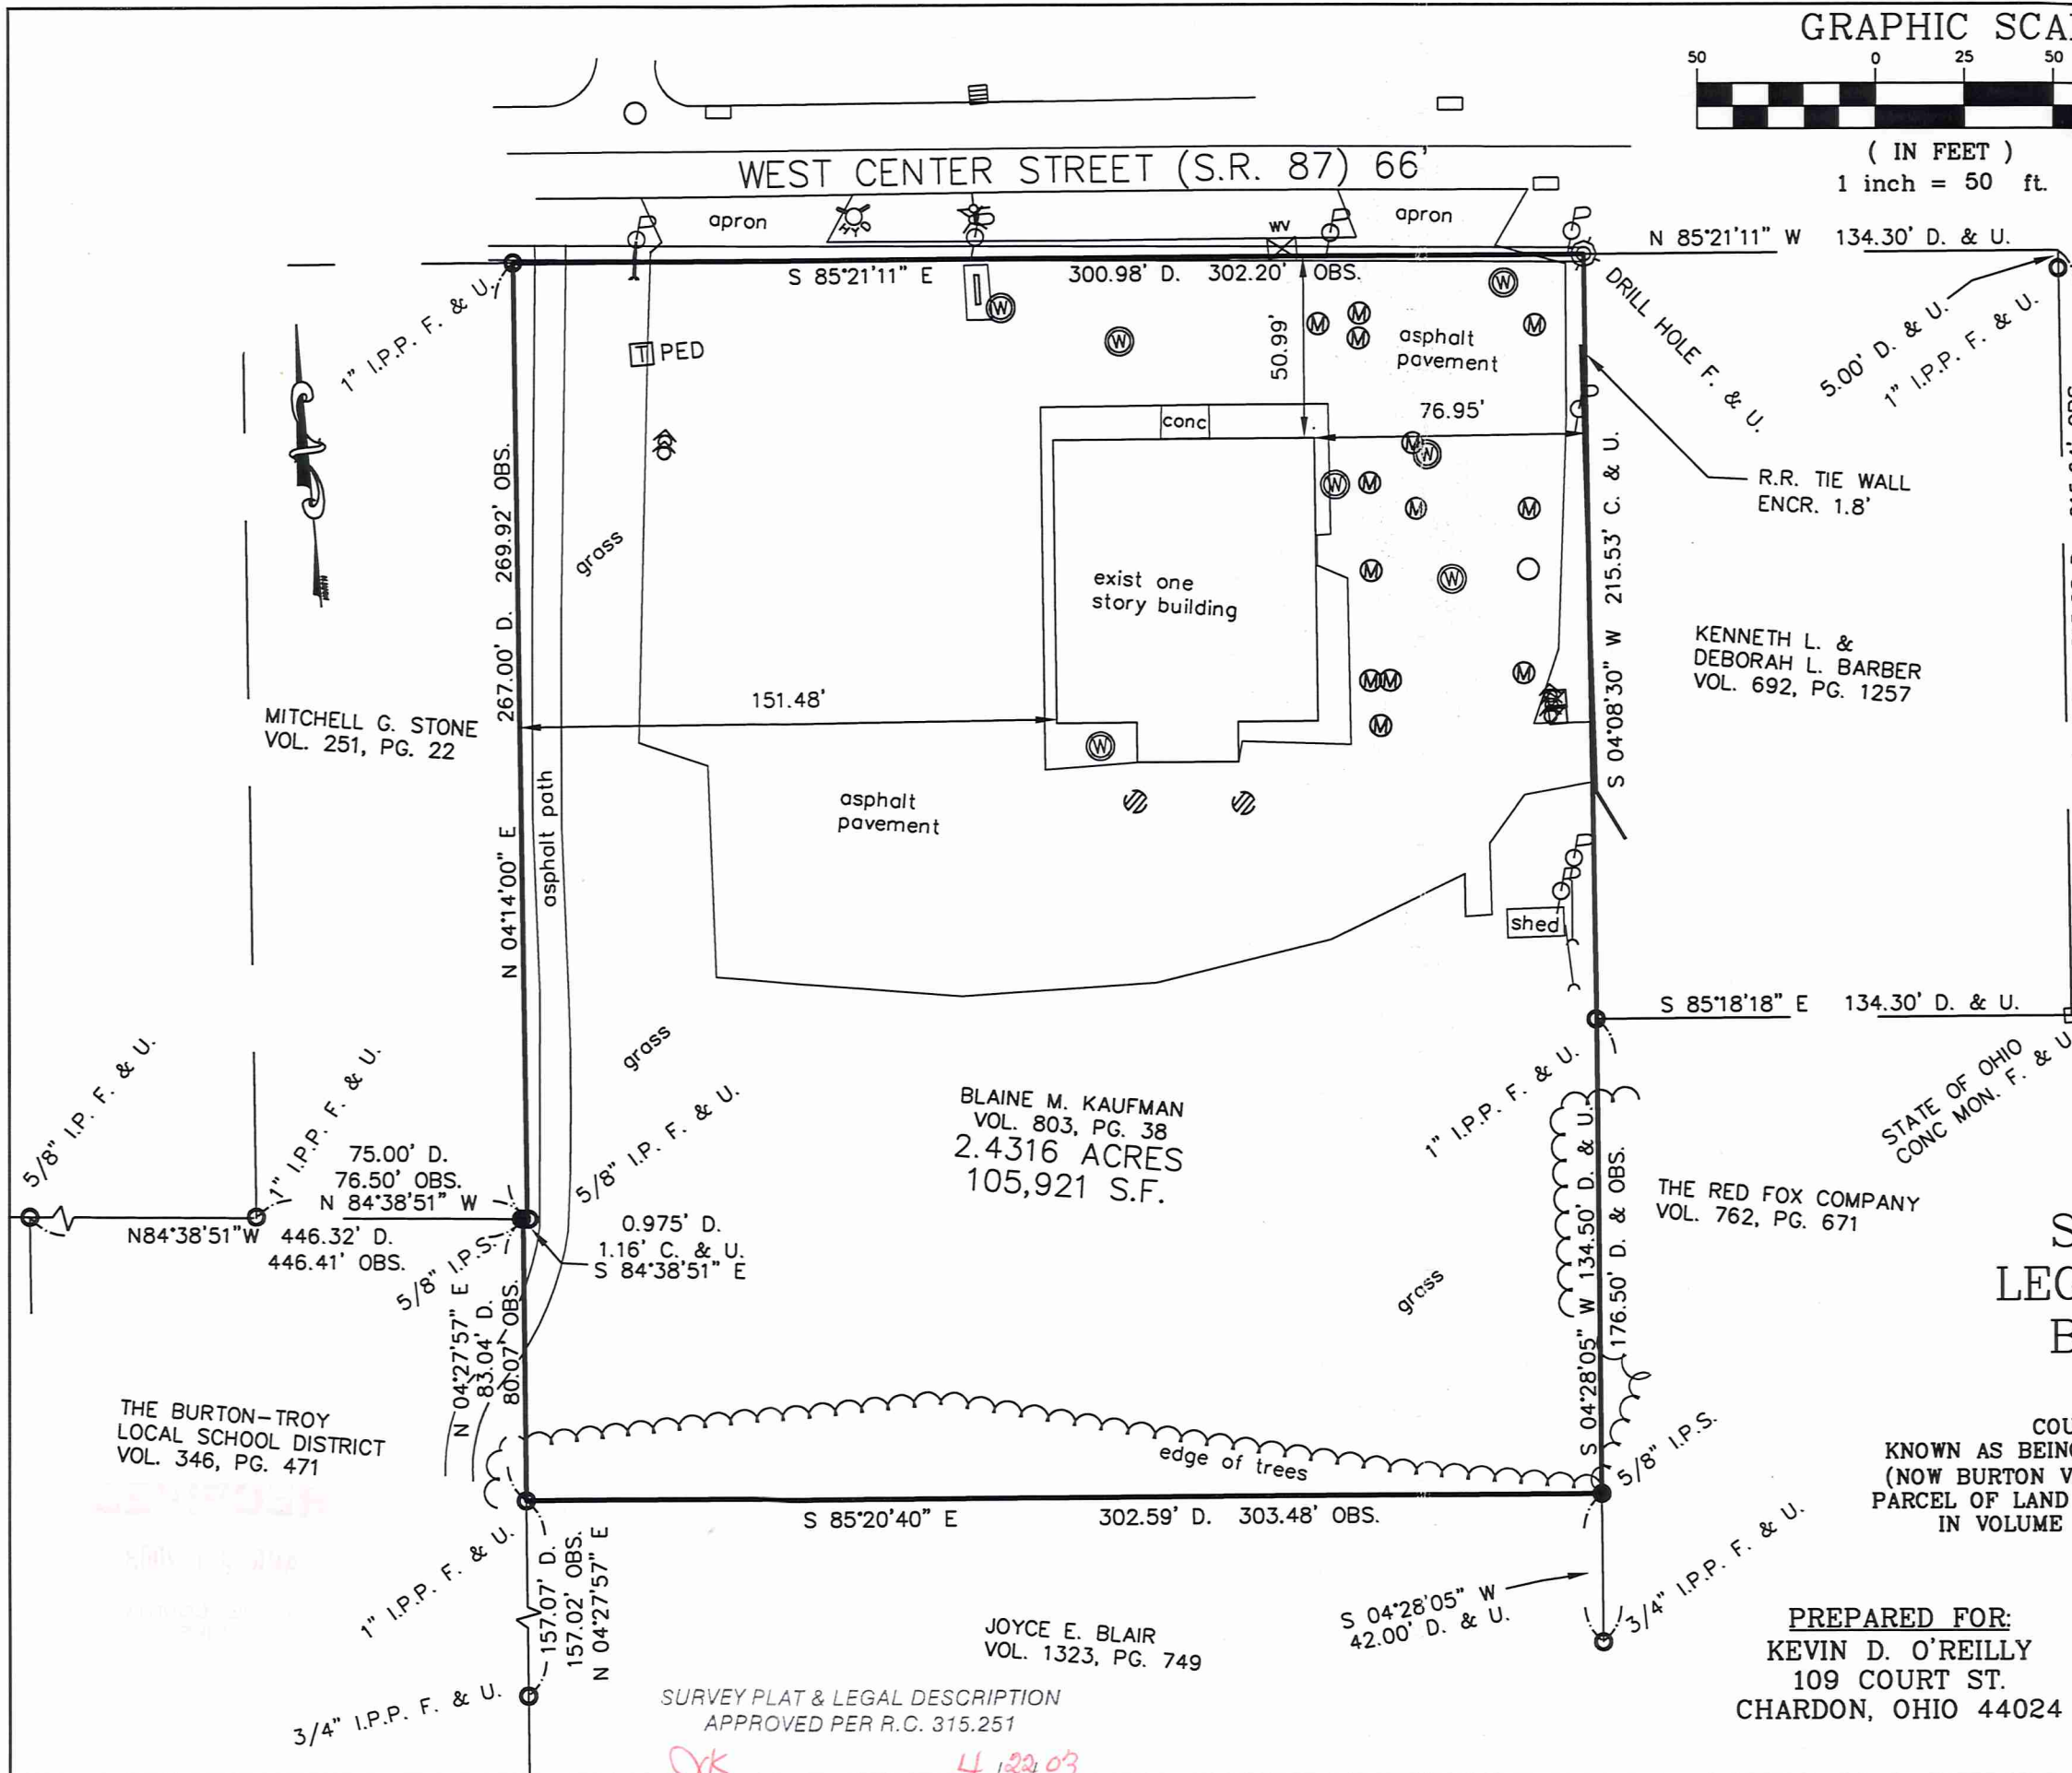 GRAPHIC SCA
50 0 25 50
( IN FEET )
1 inch = 50 ft.
WEST CENTER STREET (S.R. 87) 66'
apron
HYD
WV
apron
N 85°21'11" W 134.30' D. & U.
S 85°21'11" E 300.98' D. 302.20' OBS.
1" I.P.P. F. & U.
DRILL HOLE F. & U.
5.00' D. & U.
1" I.P.P. F. & U.
T PED
W
W
W
M
M
M
M
asphalt
pavement
50.99'
76.95'
conc
M
W
W
M
M
M
R.R. TIE WALL
ENCR. 1.8'
267.00' D. 269.92' OBS.
N 04°14'00" E
grass
exist one
story building
M
W
S 04°08'30" W 215.53' C. & U.
KENNETH L. &
DEBORAH L. BARBER
VOL. 692, PG. 1257
MITCHELL G. STONE
VOL. 251, PG. 22
151.48'
M
M
M
M
W
asphalt path
asphalt
pavement
shed
S 85°18'18" E 134.30' D. & U.
STATE OF OHIO
CONC MON. F. & U
grass
1" I.P.P. F. & U.
5/8" I.P. F. & U.
1" I.P.P. F. & U.
5/8" I.P. F. & U.
BLAINE M. KAUFMAN
VOL. 803, PG. 38
2.4316 ACRES
105,921 S.F.
75.00' D.
76.50' OBS.
N 84°38'51" W
N84°38'51"W 446.32' D.
446.41' OBS.
5/8" I.P.S.
0.975' D.
1.16' C. & U.
S 84°38'51" E
THE RED FOX COMPANY
VOL. 762, PG. 671
S 04°28'05" W 134.50' D. & U.
176.50' D. & OBS.
grass
N 04°27'57" E
83.04' D.
80.07' OBS.
S
LEG
B
THE BURTON-TROY
LOCAL SCHOOL DISTRICT
VOL. 346, PG. 471
edge of trees
5/8" I.P.S.
COU
KNOWN AS BEING
(NOW BURTON V
PARCEL OF LAND
IN VOLUME
S 85°20'40" E 302.59' D. 303.48' OBS.
1" I.P.P. F. & U.
157.07' D.
157.02' OBS.
N 04°27'57" E
3/4" I.P.P. F. & U.
JOYCE E. BLAIR
VOL. 1323, PG. 749
S 04°28'05" W
42.00' D. & U.
3/4" I.P.P. F. & U.
PREPARED FOR:
KEVIN D. O'REILLY
109 COURT ST.
CHARDON, OHIO 44024
SURVEY PLAT & LEGAL DESCRIPTION
APPROVED PER R.C. 315.251
4 22 03